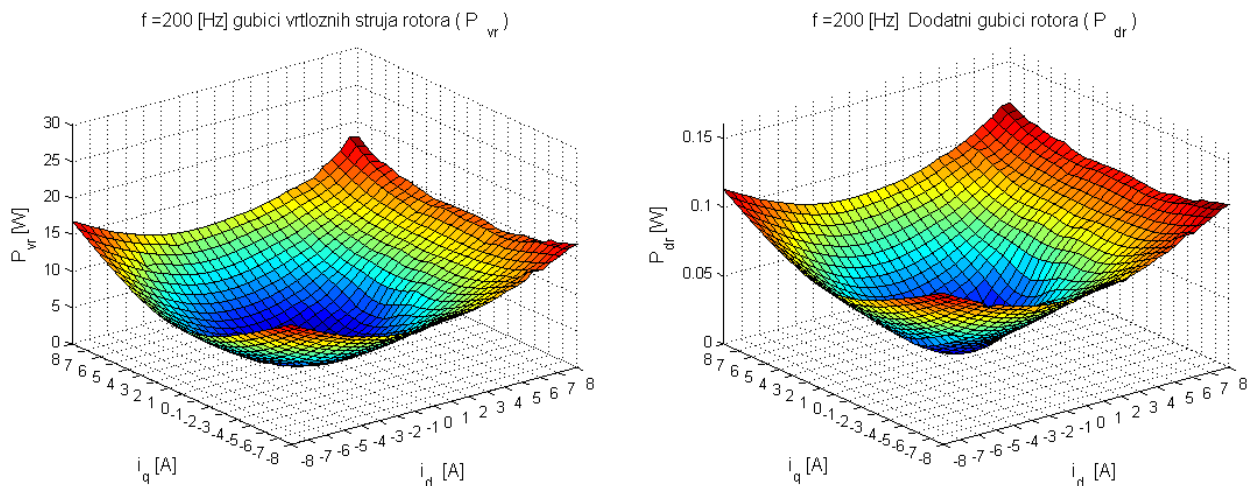 f =200 [Hz] gubici vrtloznih struja rotora ( P vr )
30
25
20
15
10
5
0
P vr [W]
8 7 6 5 4 3 2 1 0 -1 -2 -3 -4 -5 -6 -7 -8
i q [A]
-8 -7 -6 -5 -4 -3 -2 -1 0 1 2 3 4 5 6 7 8
i d [A]
f =200 [Hz] Dodatni gubici rotora ( P dr )
0.15
0.1
0.05
0
P dr [W]
8 7 6 5 4 3 2 1 0 -1 -2 -3 -4 -5 -6 -7 -8
i q [A]
-8 -7 -6 -5 -4 -3 -2 -1 0 1 2 3 4 5 6 7 8
i d [A]